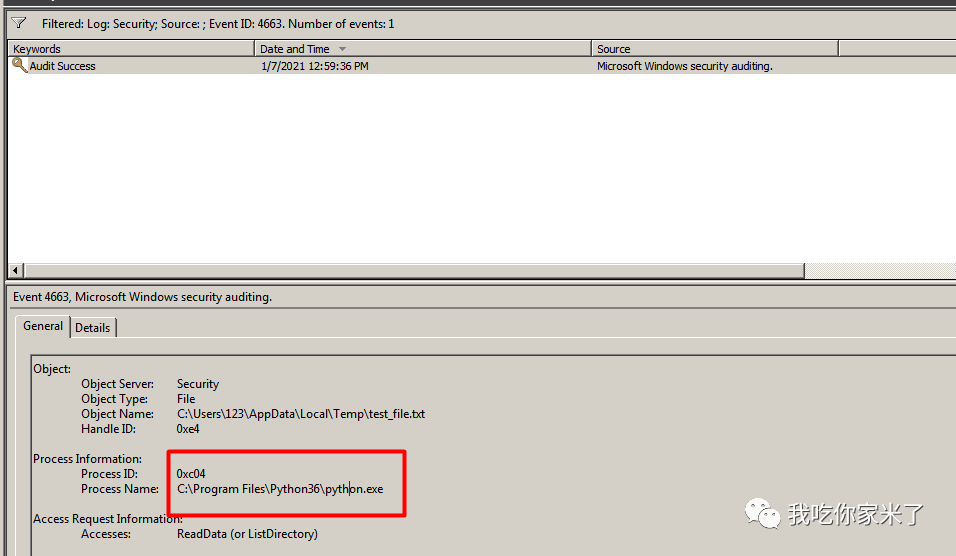 Filtered: Log: Security; Source: ; Event ID: 4663. Number of events: 1
Keywords Date and Time Source
Audit Success 1/7/2021 12:59:36 PM Microsoft Windows security auditing.
Event 4663, Microsoft Windows security auditing.
General Details
Object:
Object Server: Security
Object Type: File
Object Name: C:\Users\123\AppData\Local\Temp\test_file.txt
Handle ID: 0xe4
Process Information:
Process ID: 0xc04
Process Name: C:\Program Files\Python36\python.exe
Access Request Information:
Accesses: ReadData (or ListDirectory)
我吃你家米了